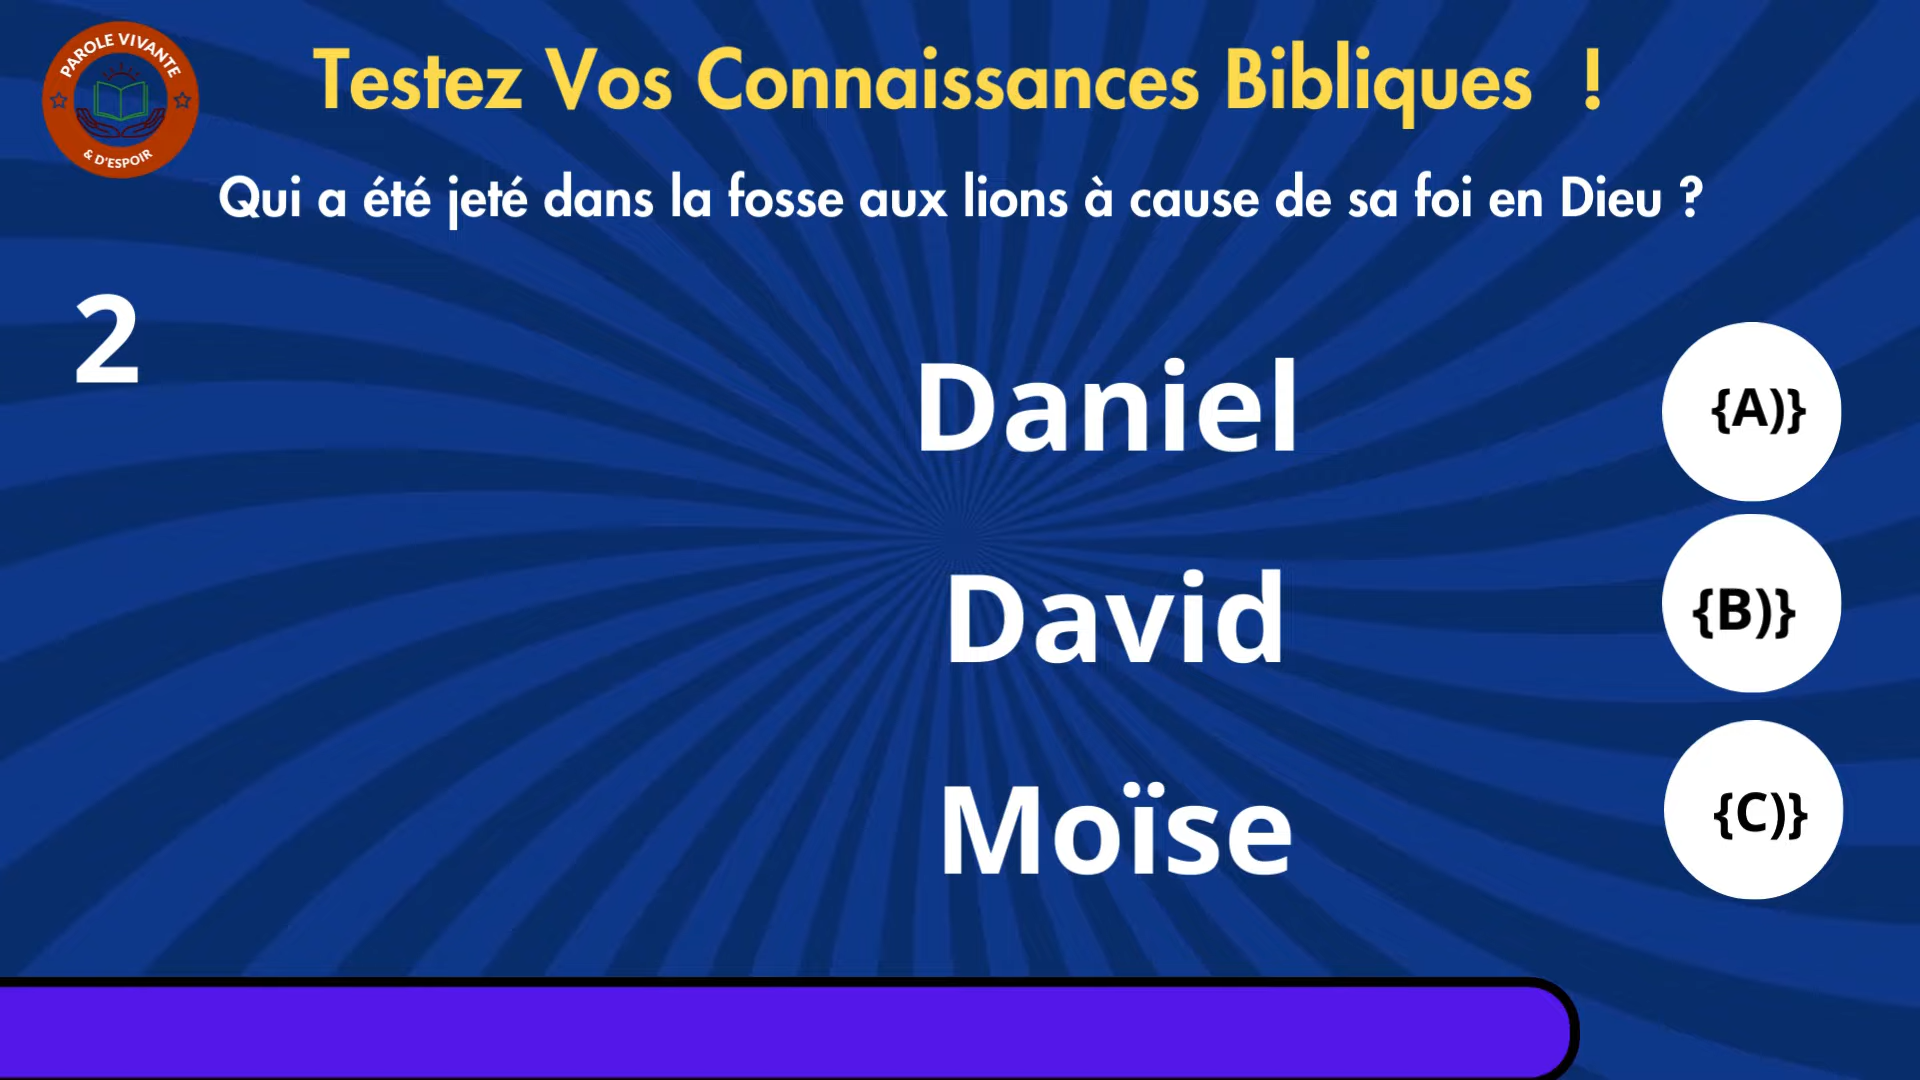 PAROLE VIVANTE
& D'ESPOIR
Testez Vos Connaissances Bibliques !
Qui a été jeté dans la fosse aux lions à cause de sa foi en Dieu ?
2
Daniel {A)}
David {B)}
Moïse {C)}